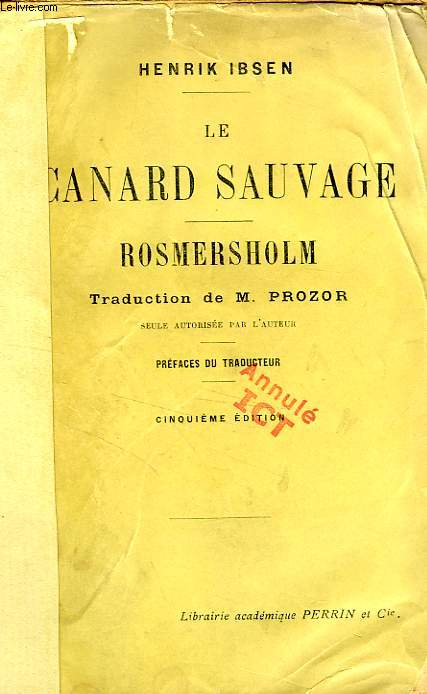 Le-livre.com
HENRIK IBSEN
LE
CANARD SAUVAGE
ROSMERSHOLM
Traduction de M. PROZOR
SEULE AUTORISÉE PAR L'AUTEUR
PRÉFACES DU TRADUCTEUR
Annulé
ICT
CINQUIÈME ÉDITION
Librairie académique PERRIN et Cie.